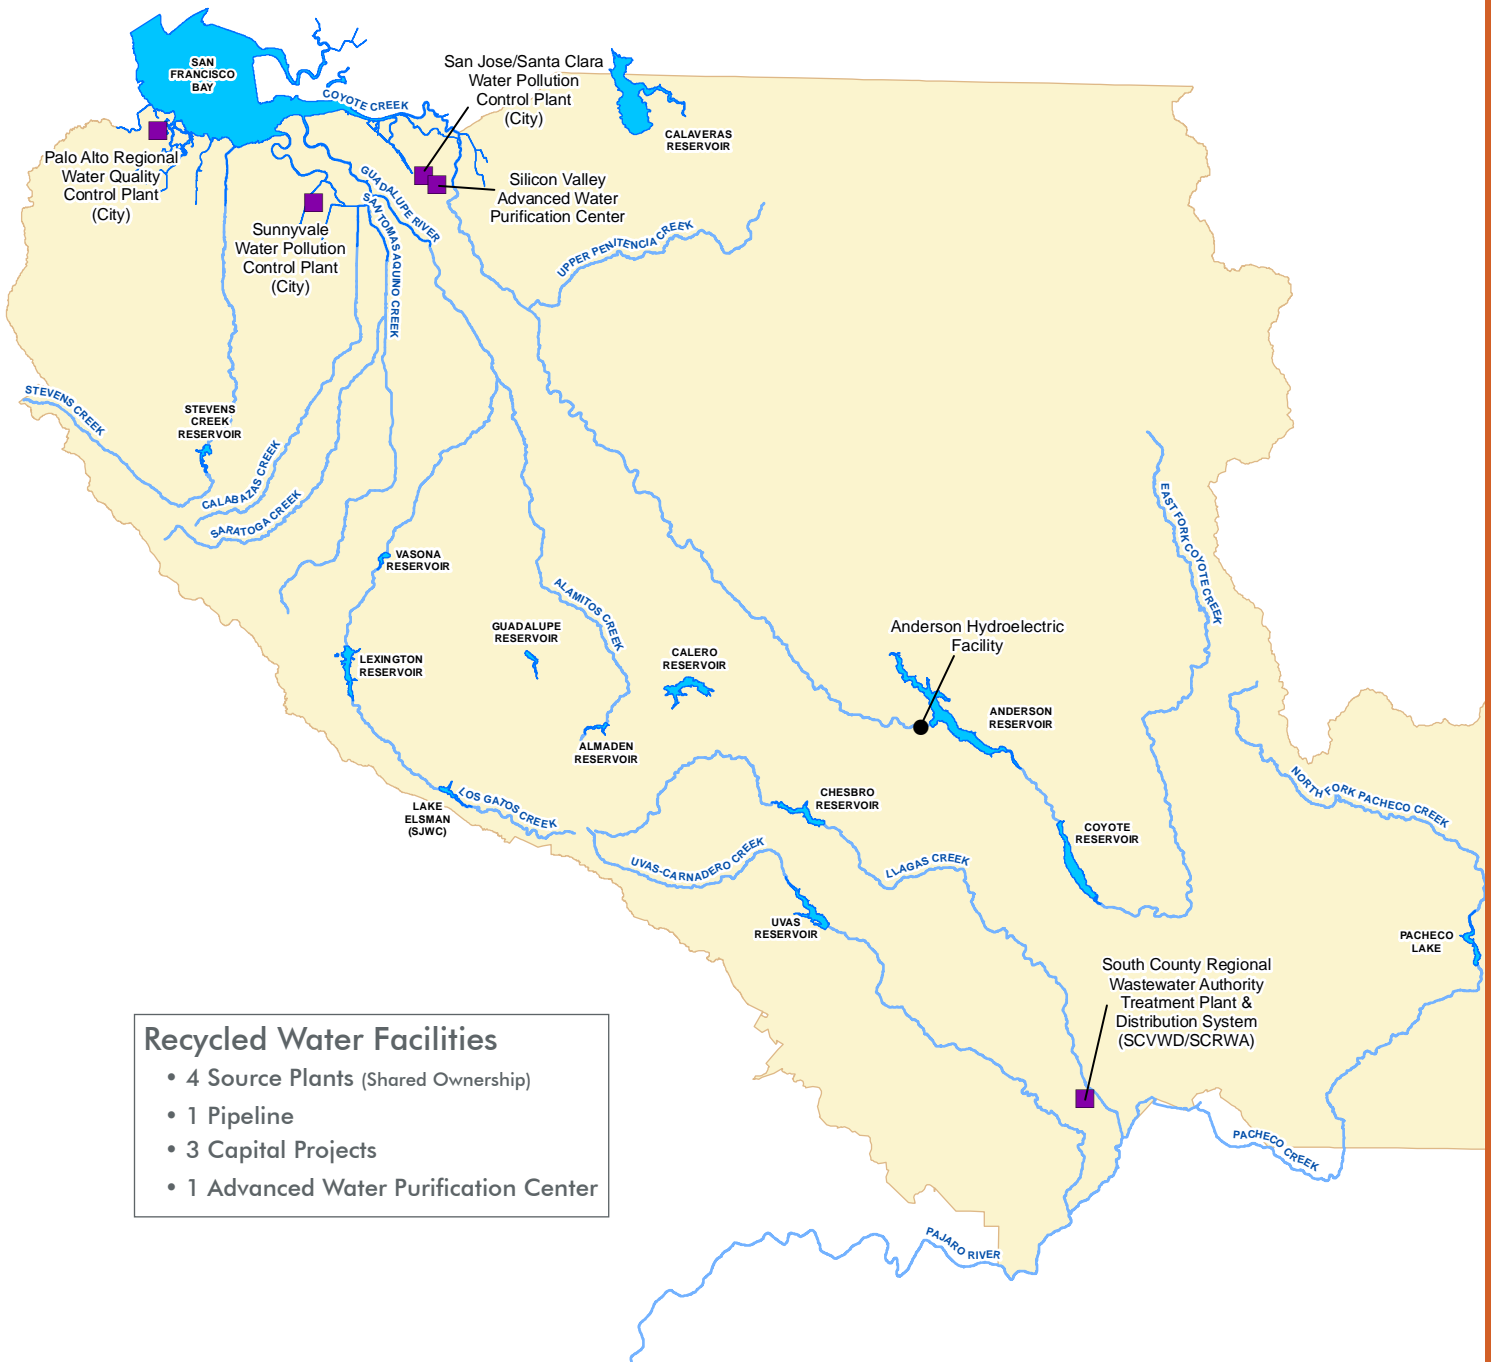 SAN
FRANCISCO
BAY
COYOTE CREEK
San Jose/Santa Clara
Water Pollution
Control Plant
(City)
CALAVERAS
RESERVOIR
Palo Alto Regional
Water Quality
Control Plant
(City)
GUADALUPE RIVER
SAN TOMAS AQUINO CREEK
Silicon Valley
Advanced Water
Purification Center
Sunnyvale
Water Pollution
Control Plant
(City)
UPPER PENITENCIA CREEK
STEVENS CREEK
STEVENS
CREEK
RESERVOIR
CALABAZAS CREEK
SARATOGA CREEK
EAST FORK COYOTE CREEK
VASONA
RESERVOIR
ALAMITOS CREEK
GUADALUPE
RESERVOIR
LEXINGTON
RESERVOIR
CALERO
RESERVOIR
Anderson Hydroelectric
Facility
ANDERSON
RESERVOIR
ALMADEN
RESERVOIR
NORTH FORK PACHECO CREEK
LAKE
ELSMAN
(SJWC)
LOS GATOS CREEK
CHESBRO
RESERVOIR
COYOTE
RESERVOIR
UVAS-CARNADERO CREEK
LLAGAS CREEK
UVAS
RESERVOIR
PACHECO
LAKE
South County Regional
Wastewater Authority
Treatment Plant &
Distribution System
(SCVWD/SCRWA)
PACHECO CREEK
PAJARO RIVER
Recycled Water Facilities
• 4 Source Plants (Shared Ownership)
• 1 Pipeline
• 3 Capital Projects
• 1 Advanced Water Purification Center